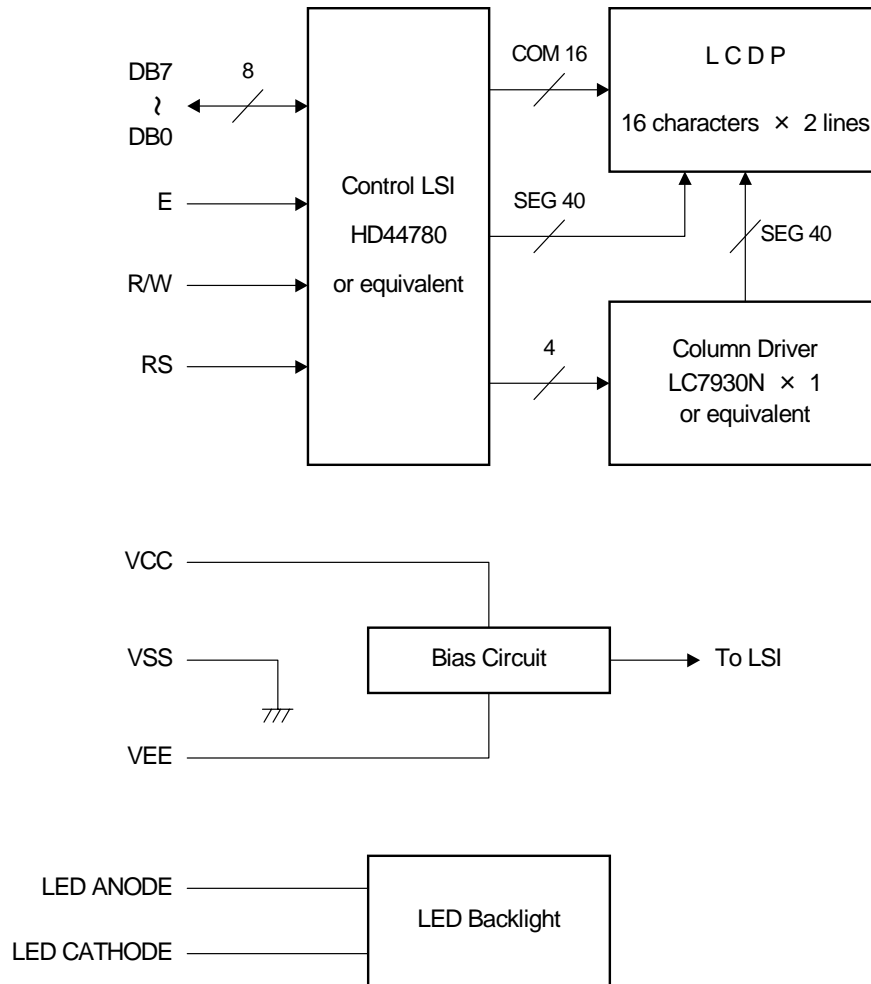 COM 16
L C D P
DB7
8
~
DB0
16 characters × 2 lines
Control LSI
HD44780
or equivalent
E
SEG 40
SEG 40
R/W
RS
4
Column Driver
LC7930N × 1
or equivalent
VCC
VSS
Bias Circuit
To LSI
VEE
LED ANODE
LED Backlight
LED CATHODE